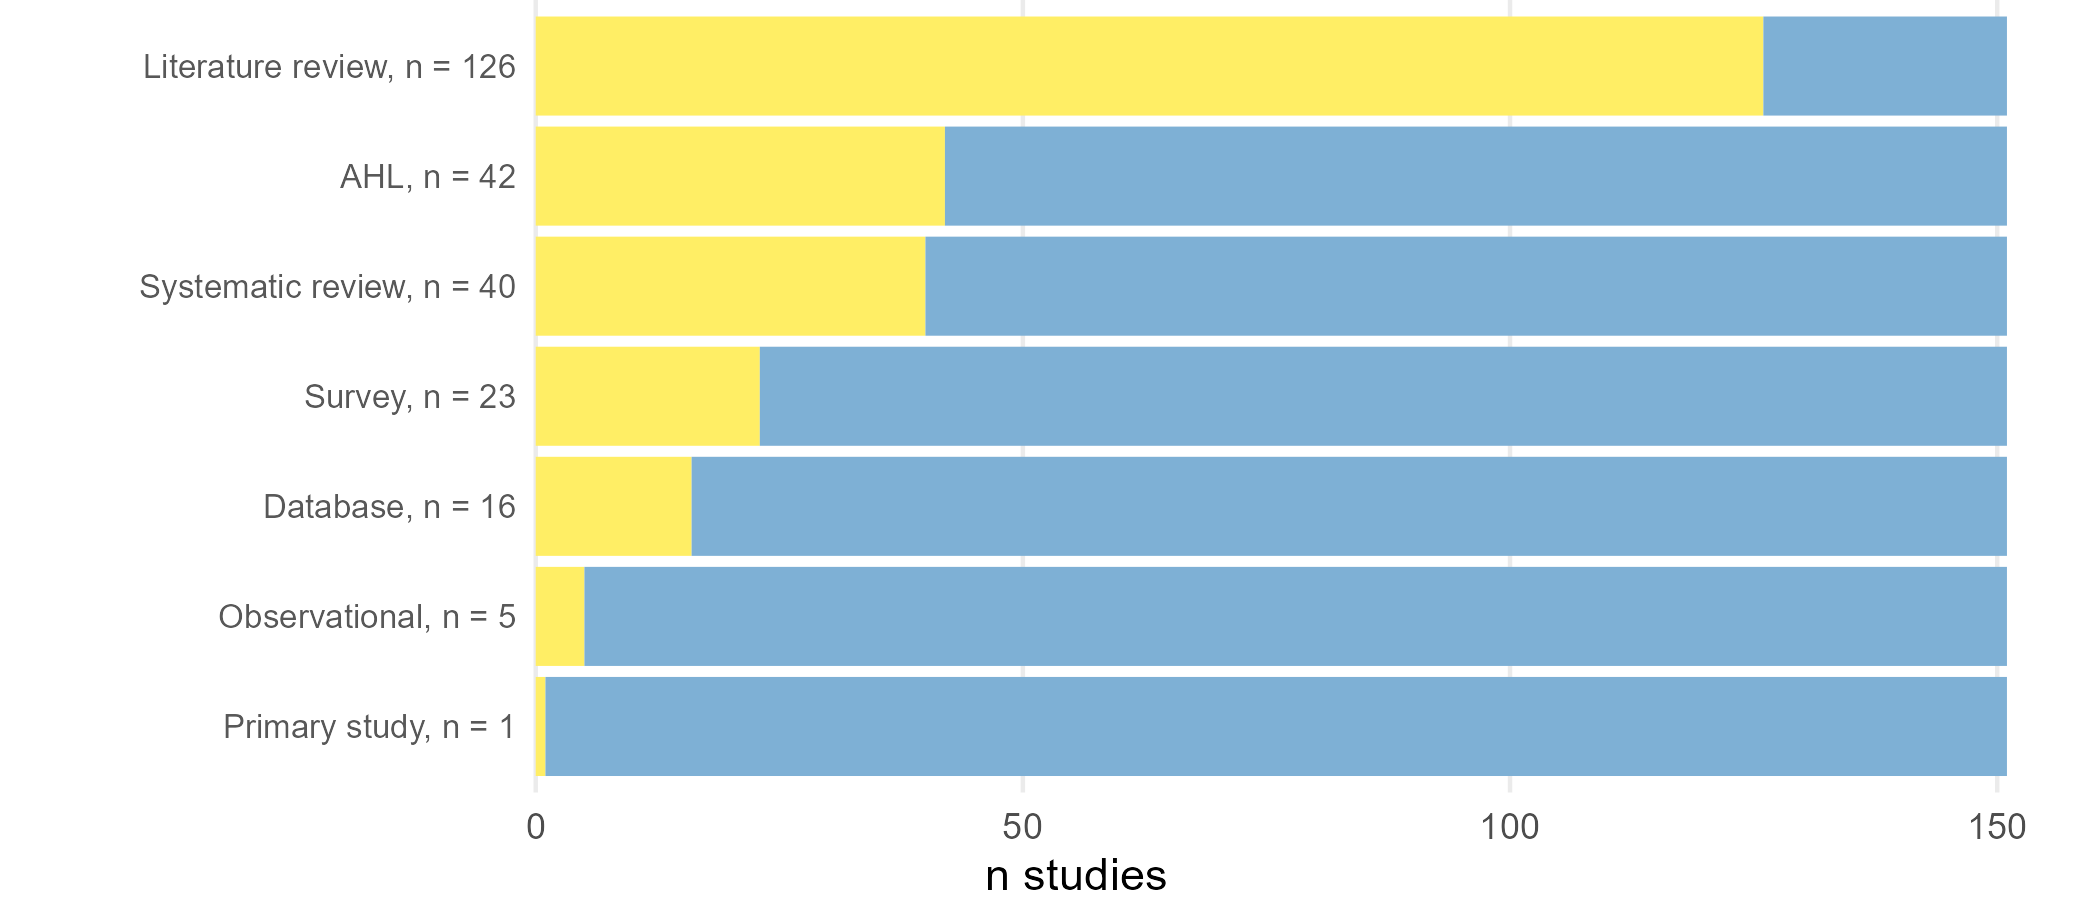 Literature review, n = 126
AHL, n = 42
Systematic review, n = 40
Survey, n = 23
Database, n = 16
Observational, n = 5
Primary study, n = 1
0 50 100 150
n studies